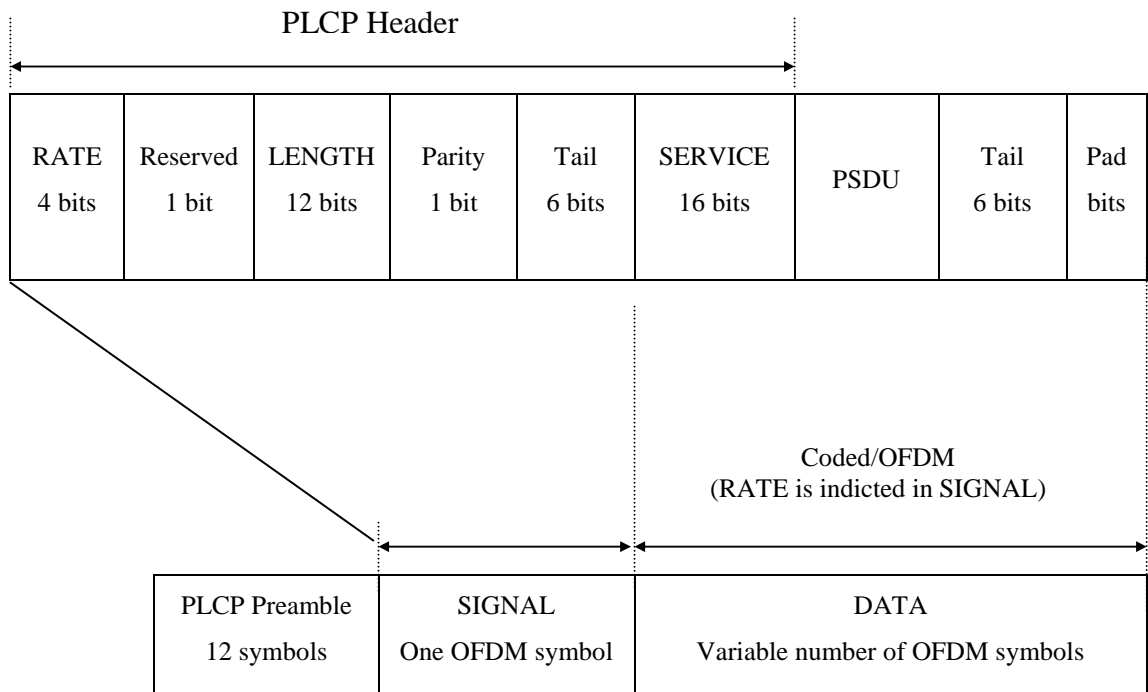 PLCP Header
RATE Reserved LENGTH Parity Tail SERVICE PSDU Tail Pad
4 bits 1 bit 12 bits 1 bit 6 bits 16 bits 6 bits bits
Coded/OFDM
(RATE is indicted in SIGNAL)
PLCP Preamble SIGNAL DATA
12 symbols One OFDM symbol Variable number of OFDM symbols